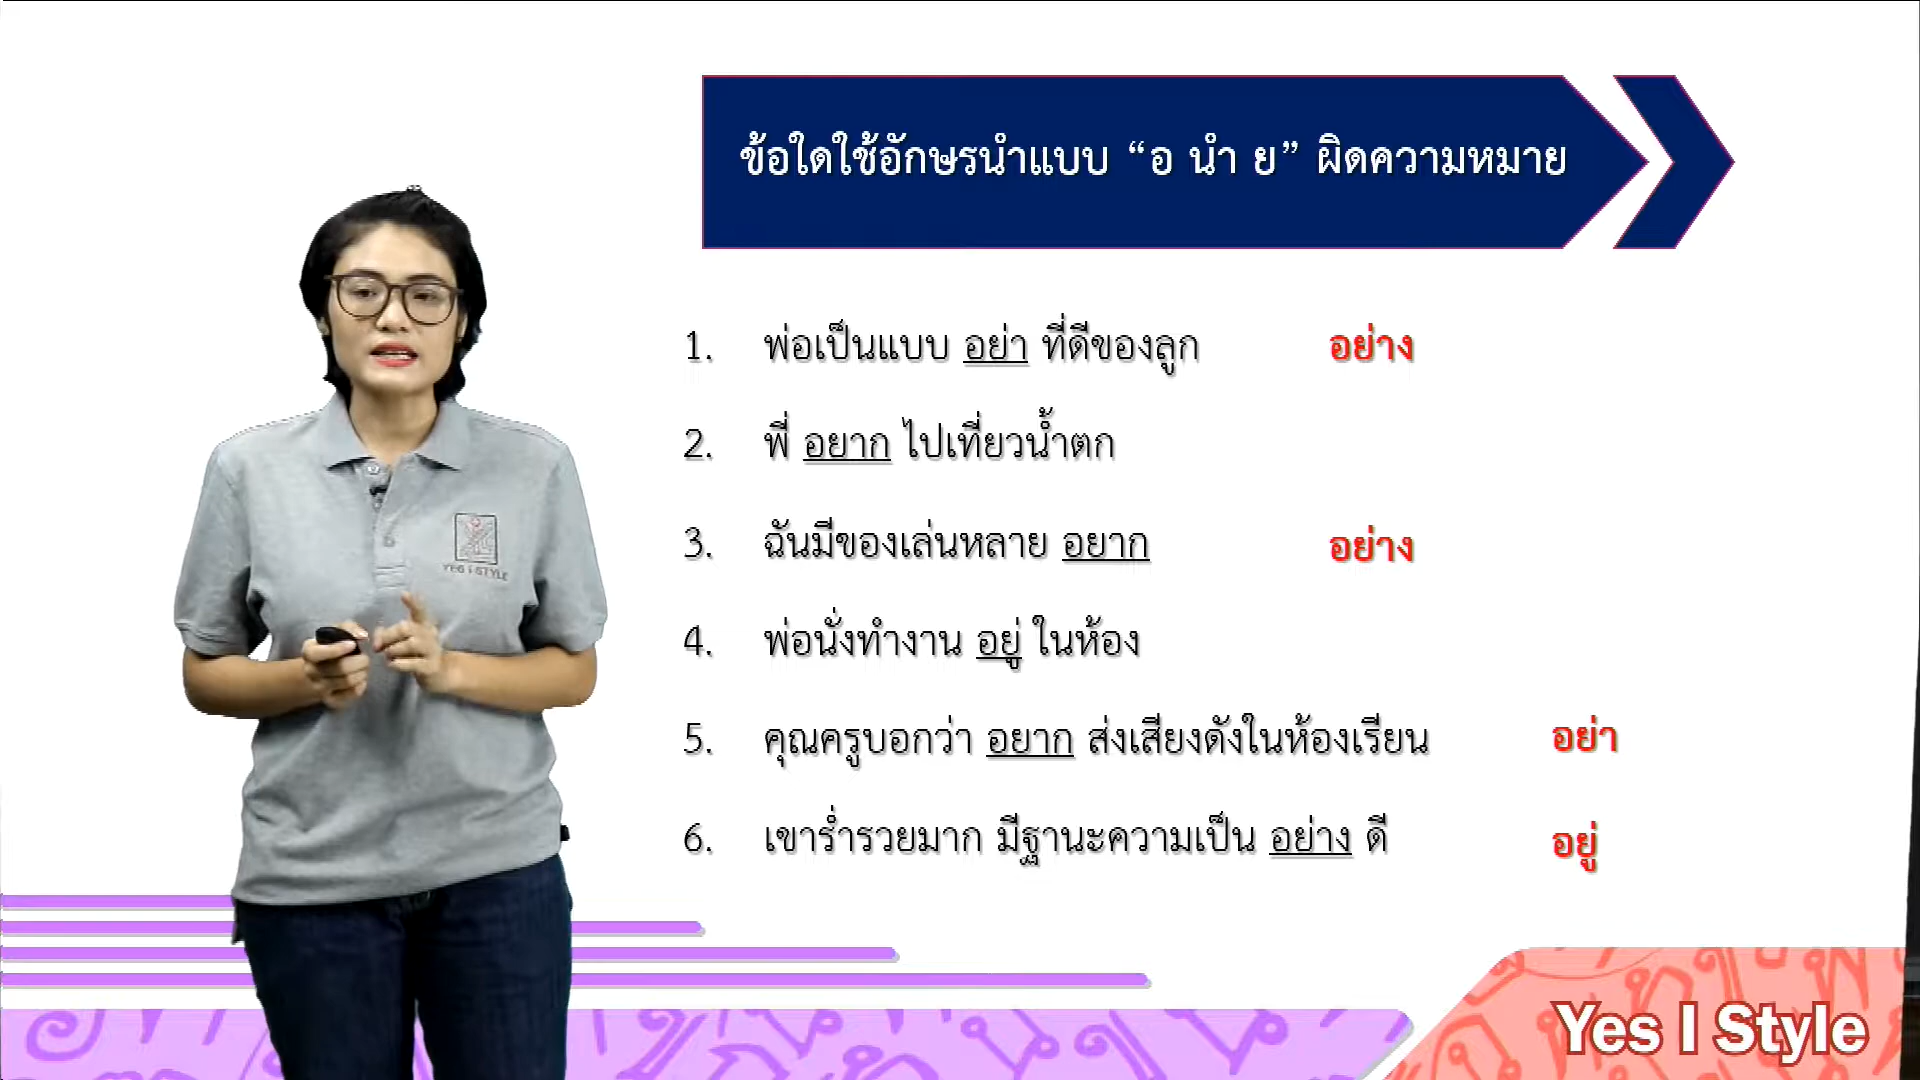 ข้อใดใช้อักษรนำแบบ “อ นำ ย” ผิดความหมาย
1. พ่อเป็นแบบ อย่า ที่ดีของลูก อย่าง
2. พี่ อยาก ไปเที่ยวน้ำตก
3. ฉันมีของเล่นหลาย อยาก อย่าง
4. พ่อนั่งทำงาน อยู่ ในห้อง
5. คุณครูบอกว่า อยาก ส่งเสียงดังในห้องเรียน อย่า
6. เขาร่ำรวยมาก มีฐานะความเป็น อย่าง ดี อยู่
YES I STYLE
Yes I Style